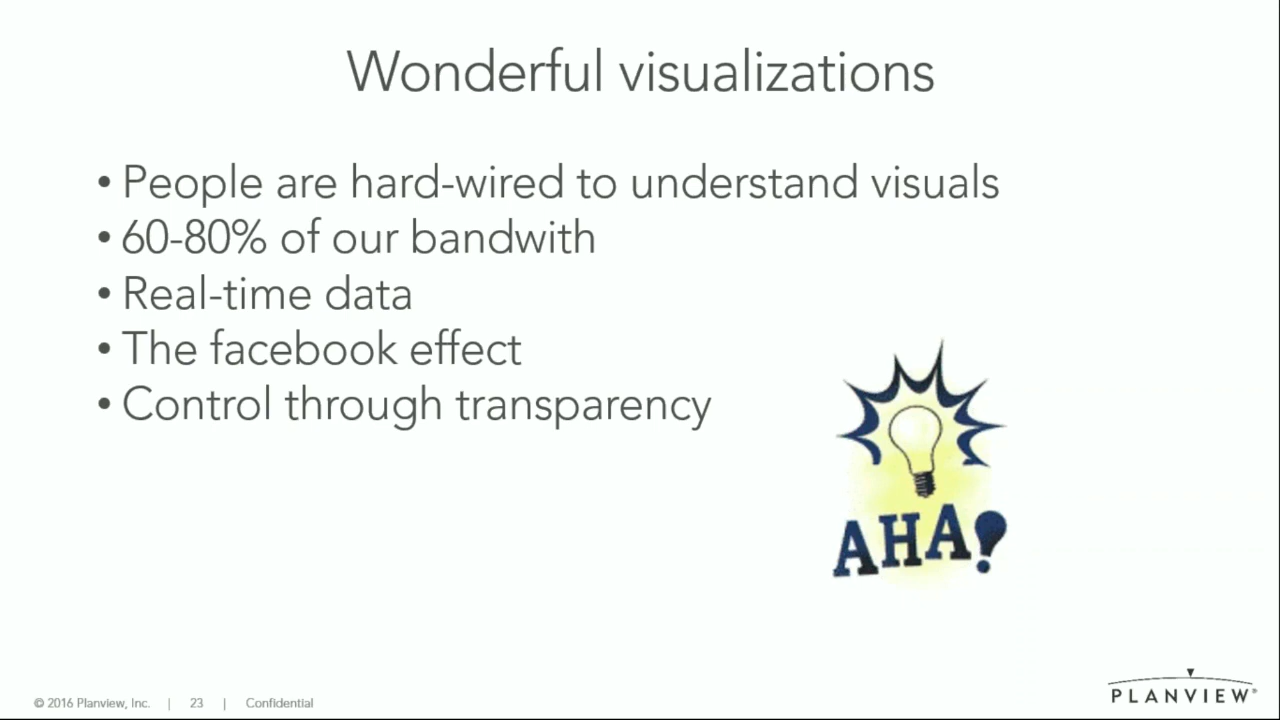 Wonderful visualizations
• People are hard-wired to understand visuals
• 60-80% of our bandwith
• Real-time data
• The facebook effect
• Control through transparency
AHA!
© 2016 Planview, Inc. | 23 | Confidential
PLANVIEW®